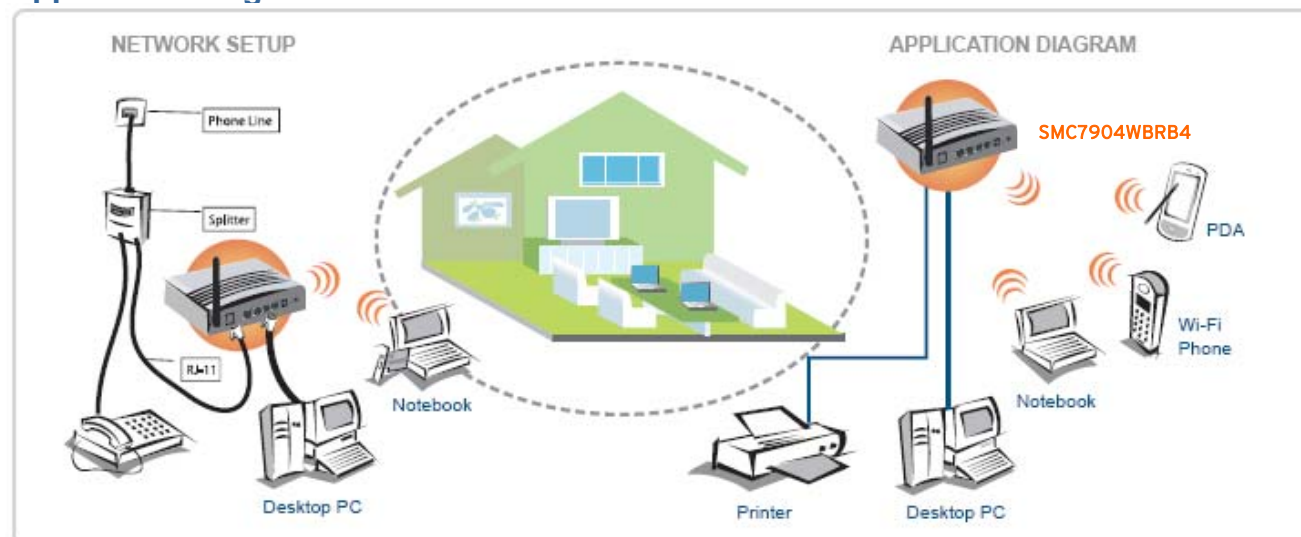 NETWORK SETUP
APPLICATION DIAGRAM
Phone Line
SMC7904WBRB4
Splitter
PDA
RJ-11
Wi-Fi
Phone
Notebook
Notebook
Desktop PC
Printer
Desktop PC